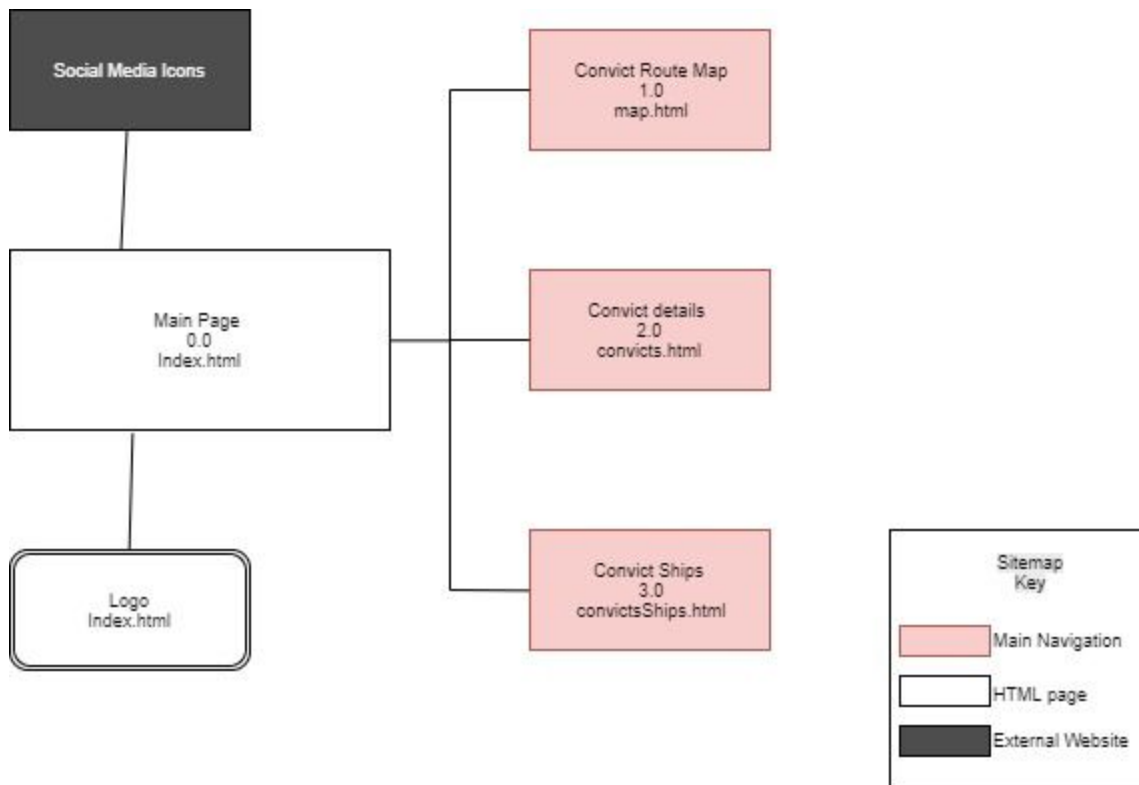 Social Media Icons
Convict Route Map
1.0
map.html
Main Page
0.0
Index.html
Convict details
2.0
convicts.html
Convict Ships
3.0
convictsShips.html
Logo
Index.html
Sitemap
Key
Main Navigation
HTML page
External Website